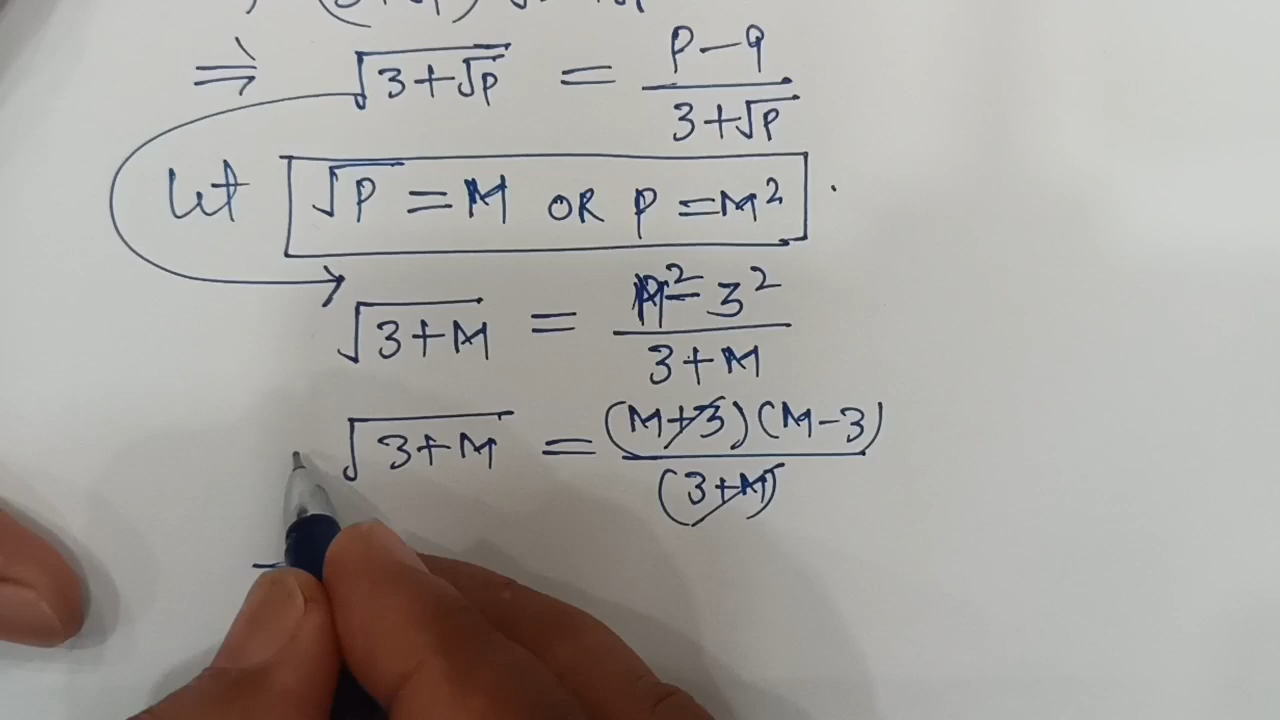 ⇒ √(3+√P) = (P−9)/(3+√P)
Let √P = M OR P = M² .
√(3+M) = (M²−3²)/(3+M)
√(3+M) = (M+3)(M−3)/(3+M)